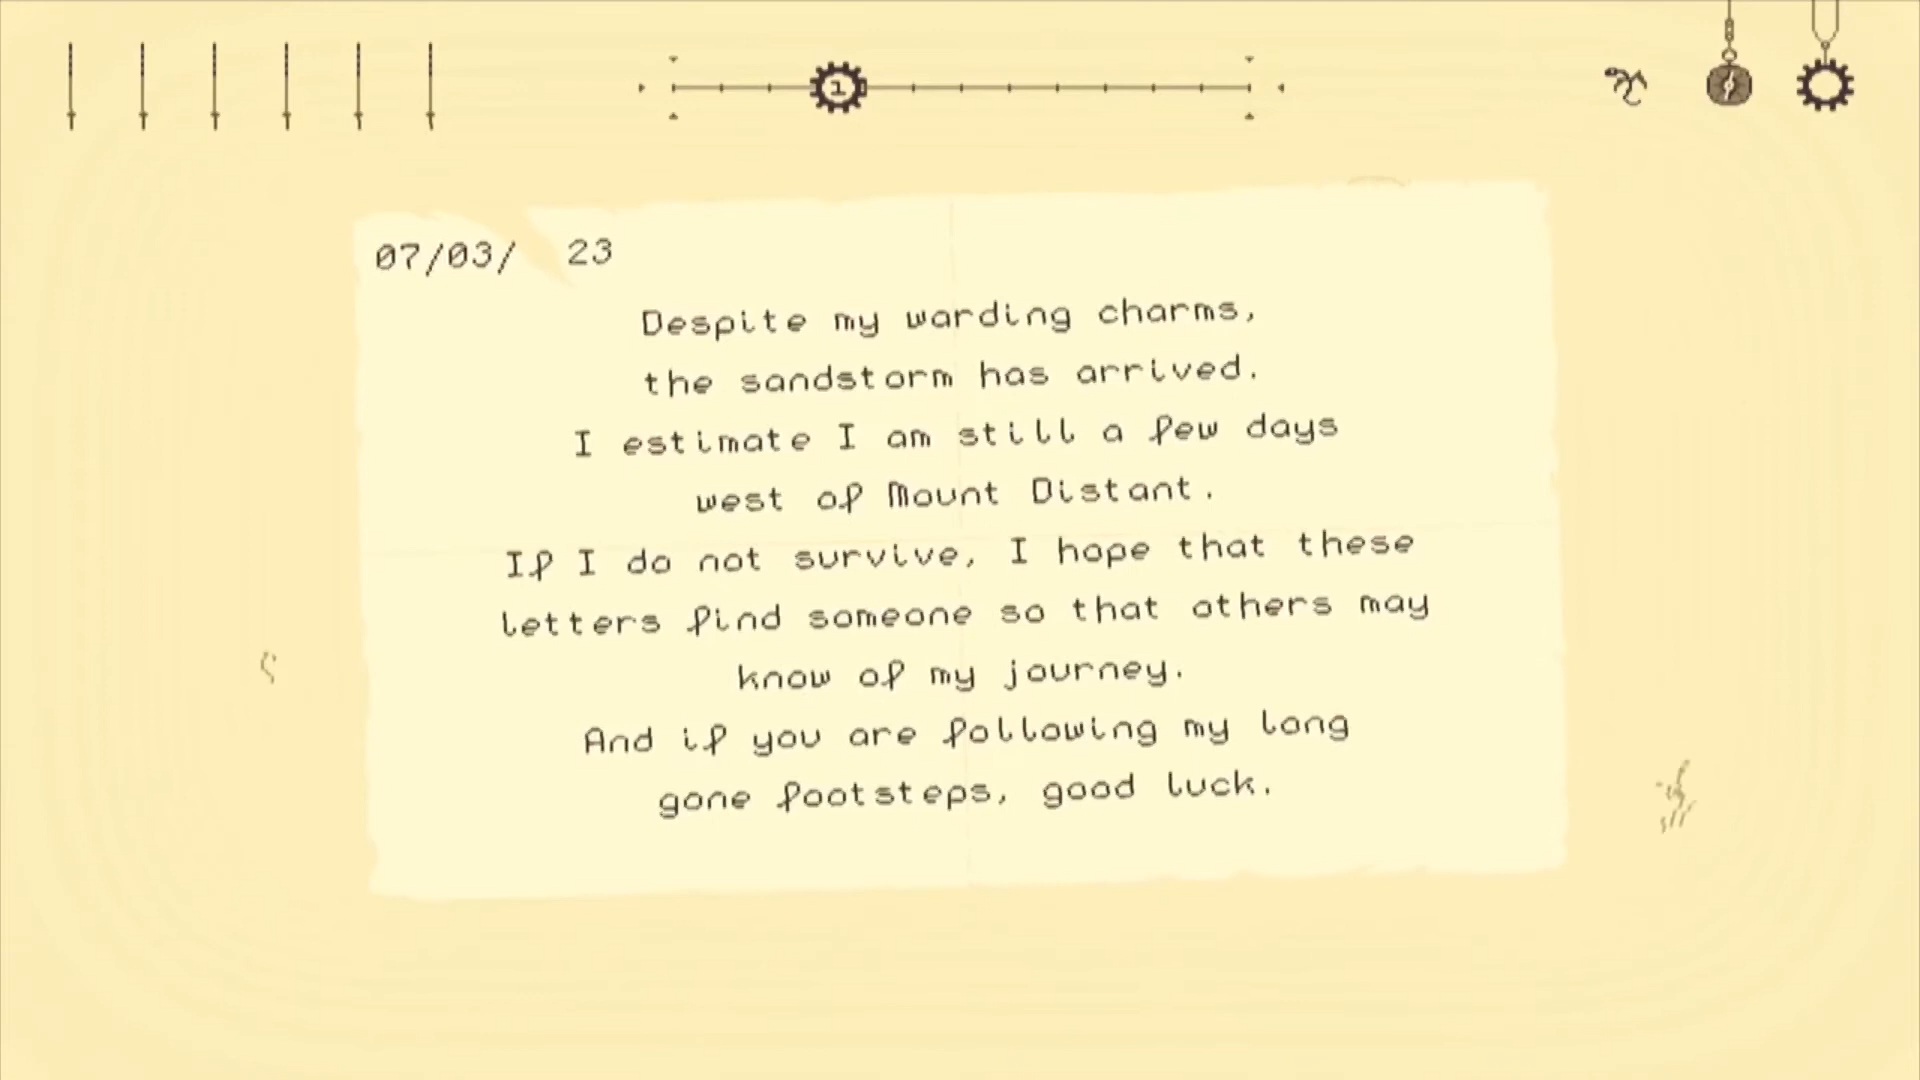 1
07/03/ 23
Despite my warding charms,
the sandstorm has arrived.
I estimate I am still a few days
west of Mount Distant.
If I do not survive, I hope that these
letters find someone so that others may
know of my journey.
And if you are following my long
gone footsteps, good luck.